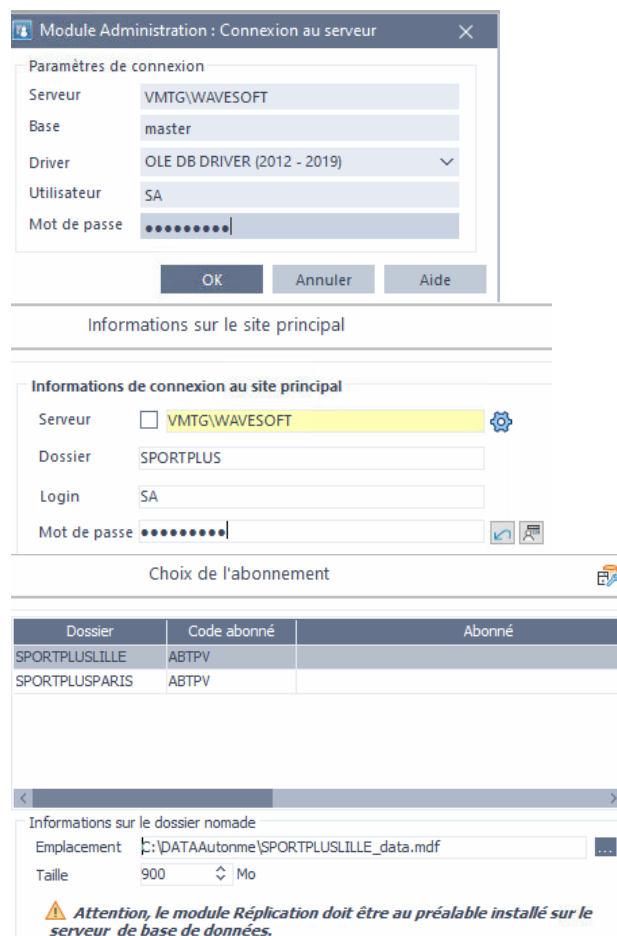 Module Administration : Connexion au serveur
Paramètres de connexion
Serveur VMTG\WAVESOFT
Base master
Driver OLE DB DRIVER (2012 - 2019)
Utilisateur SA
Mot de passe •••••••••
OK Annuler Aide
Informations sur le site principal
Informations de connexion au site principal
Serveur VMTG\WAVESOFT
Dossier SPORTPLUS
Login SA
Mot de passe •••••••••
Choix de l'abonnement
Dossier Code abonné Abonné
SPORTPLUSLILLE ABTPV
SPORTPLUSPARIS ABTPV
Informations sur le dossier nomade
Emplacement C:\DATAAutonme\SPORTPLUSLILLE_data.mdf ...
Taille 900 Mo
Attention, le module Réplication doit être au préalable installé sur le
serveur de base de données.